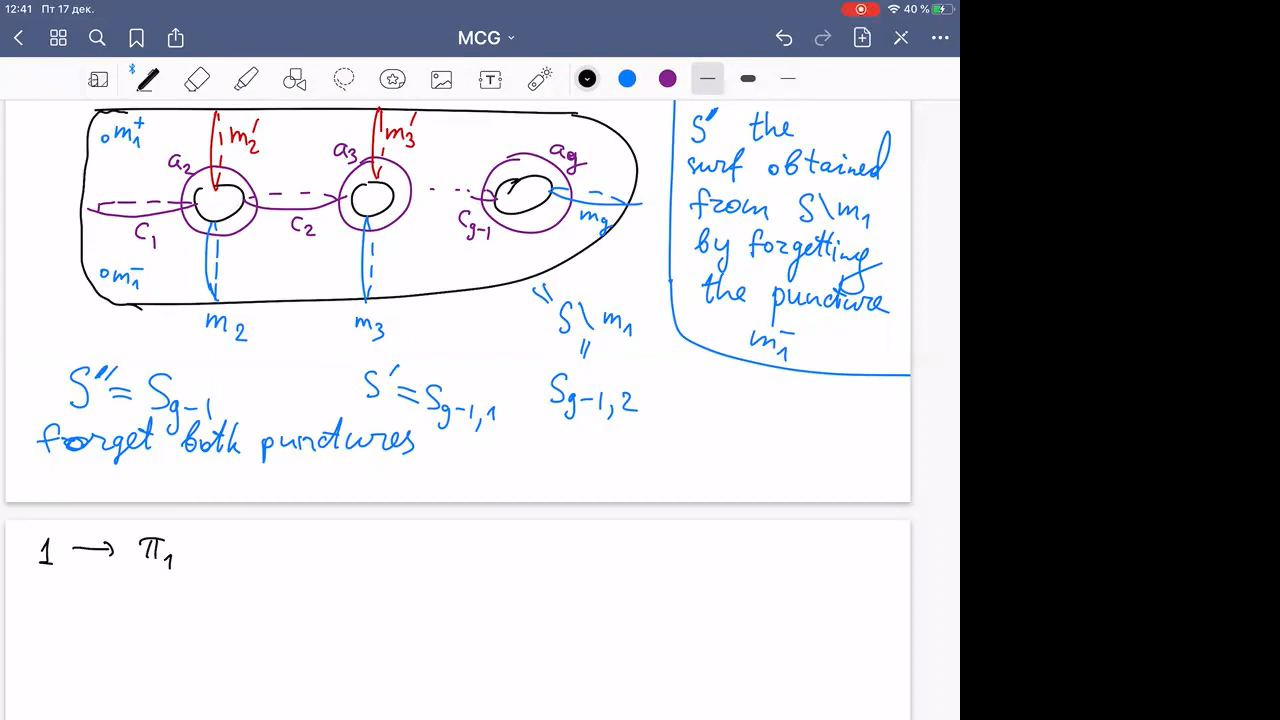 12:41 Пт 17 дек.
40 %
MCG
m₁⁺
m₂′
m₃′
a₂
a₃
a_g
S′ the
surf obtained
from S\m₁
by forgetting
the puncture
m₁⁻
c₁
c₂
c_{g-1}
m_g
m₁⁻
m₂
m₃
S\m₁
"
S″ = S_{g-1}
S′ = S_{g-1,1}
S_{g-1,2}
forget both punctures
1 → π₁